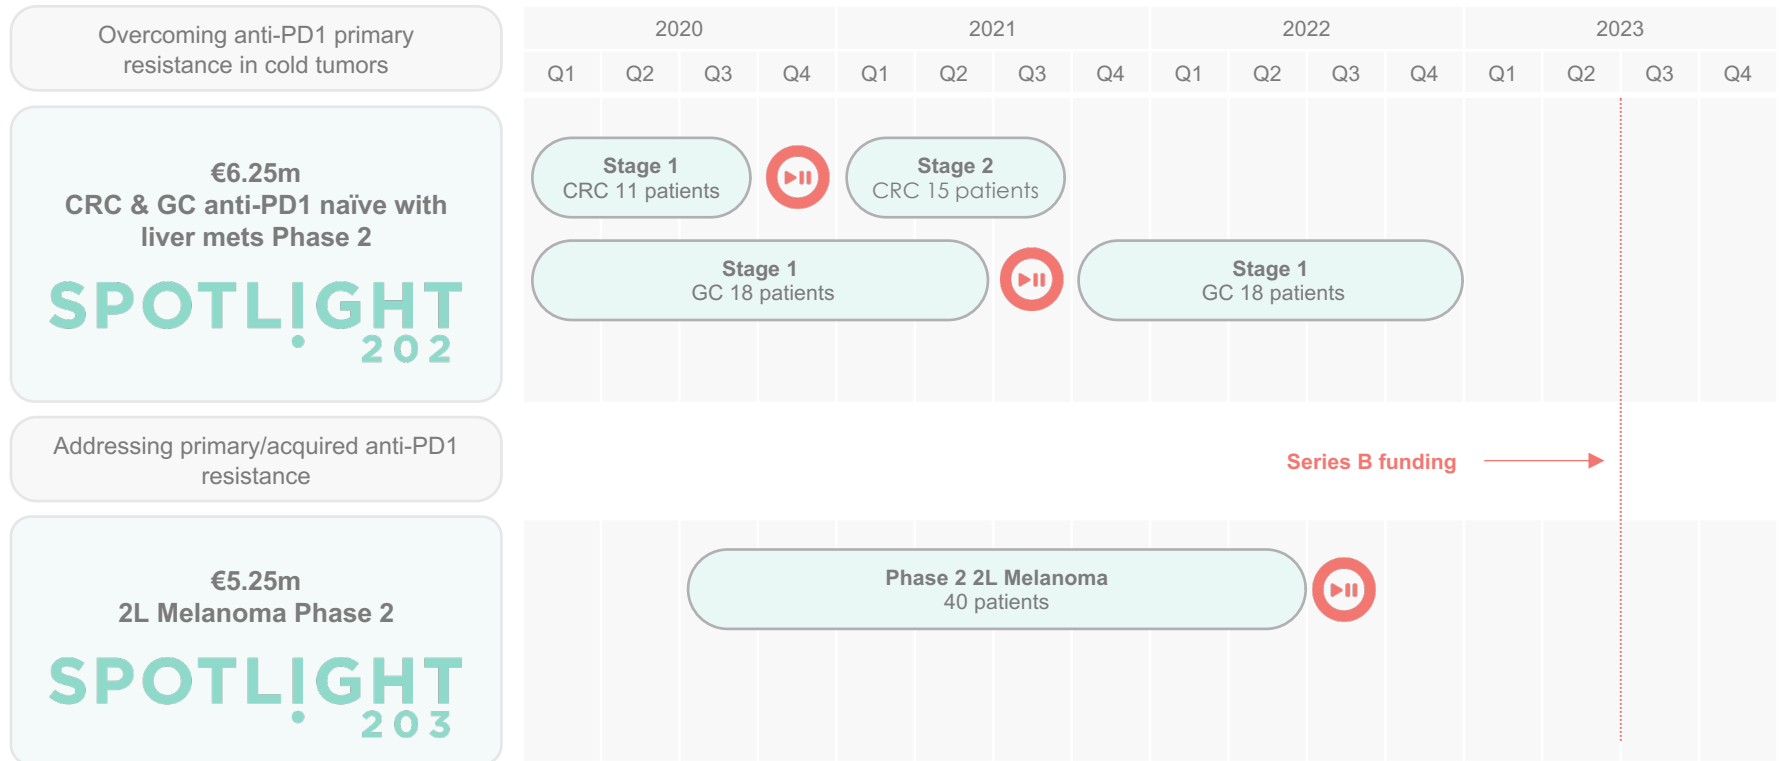 Overcoming anti-PD1 primary
resistance in cold tumors
2020
2021
2022
2023
Q1 Q2 Q3 Q4 Q1 Q2 Q3 Q4 Q1 Q2 Q3 Q4 Q1 Q2 Q3 Q4
€6.25m
CRC & GC anti-PD1 naïve with
liver mets Phase 2
SPOTLIGHT
202
Stage 1
CRC 11 patients
Stage 2
CRC 15 patients
Stage 1
GC 18 patients
Stage 1
GC 18 patients
Addressing primary/acquired anti-PD1
resistance
Series B funding
€5.25m
2L Melanoma Phase 2
SPOTLIGHT
203
Phase 2 2L Melanoma
40 patients